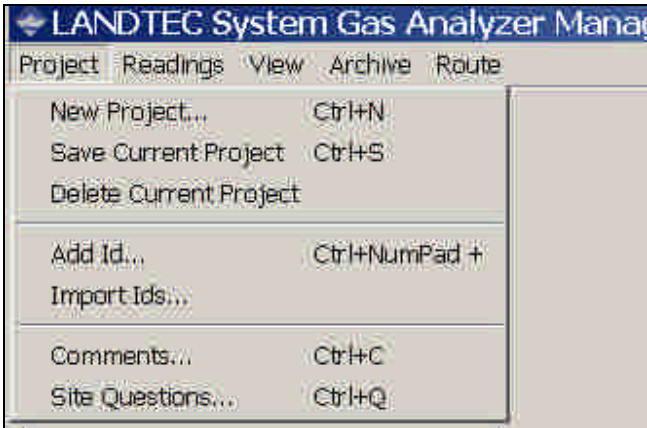 LANDTEC System Gas Analyzer Mana
Project Readings View Archive Route
New Project... Ctrl+N
Save Current Project Ctrl+S
Delete Current Project
Add Id... Ctrl+NumPad +
Import Ids...
Comments... Ctrl+C
Site Questions... Ctrl+Q